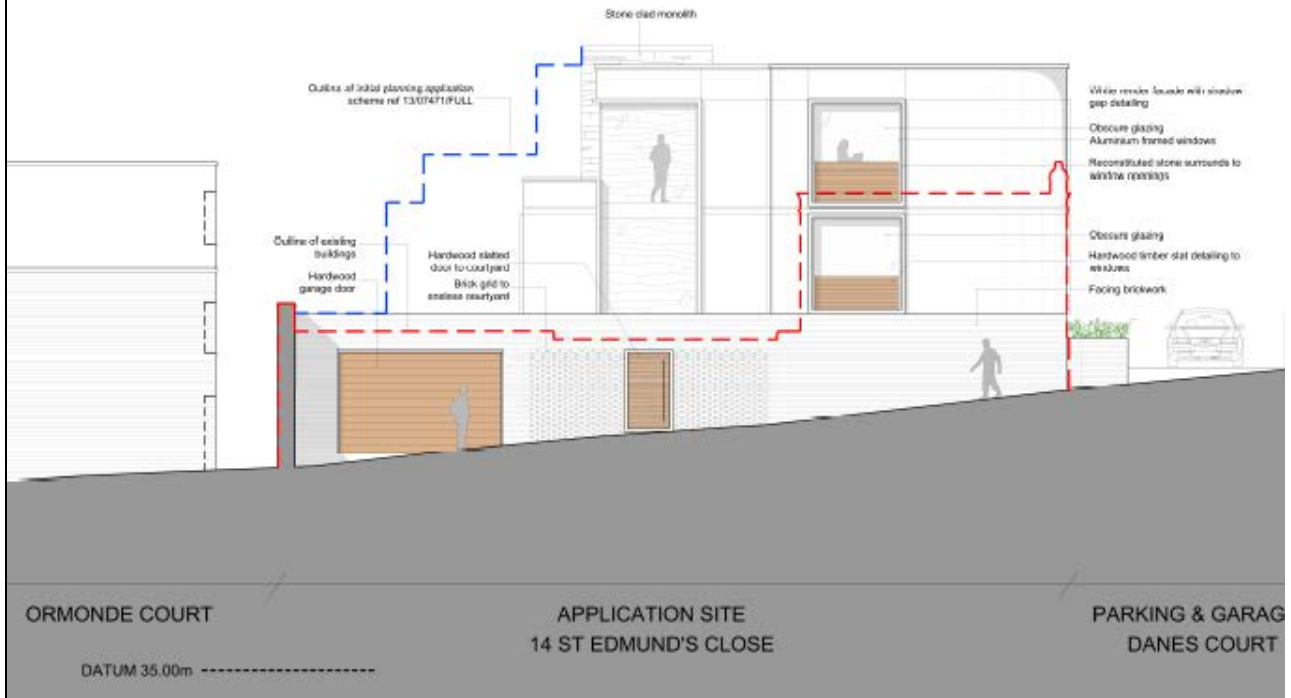 Stone clad monolith
Outline of initial planning application
scheme ref 13/07471/FULL
White render facade with shadow
gap detailing
Obscure glazing
Aluminium framed windows
Reconstituted stone surrounds to
window openings
Outline of existing
buildings
Hardwood
garage door
Hardwood slatted
door to courtyard
Brick grid to
enclose courtyard
Obscure glazing
Hardwood timber slat detailing to
windows
Facing brickwork
ORMONDE COURT
APPLICATION SITE
14 ST EDMUND'S CLOSE
PARKING & GARAG
DANES COURT
DATUM 35.00m